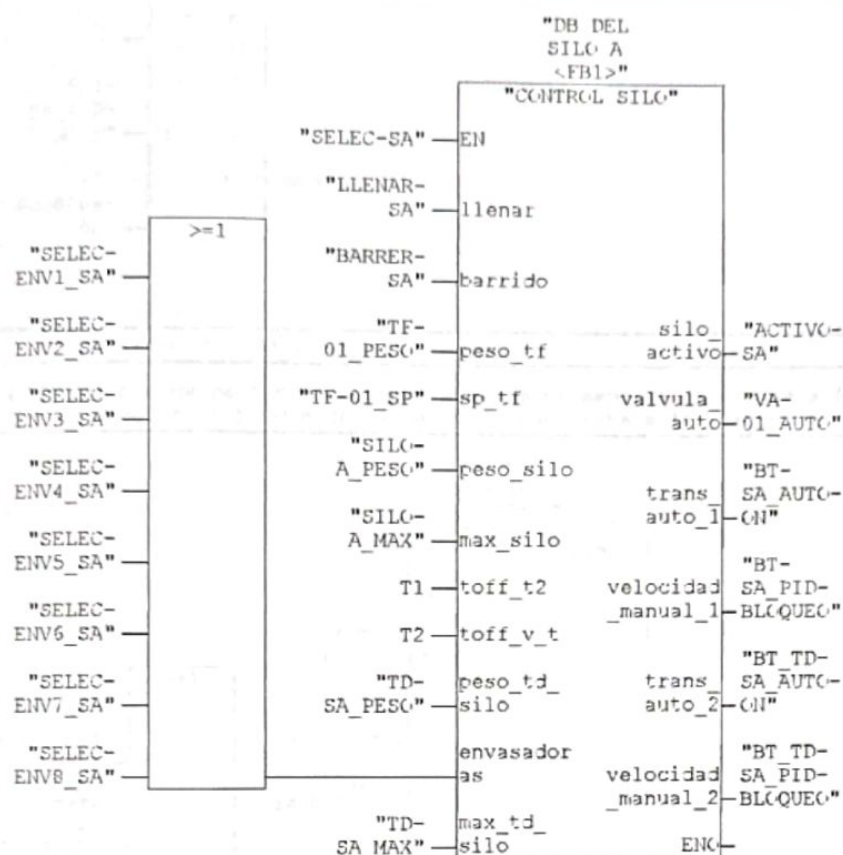 "DB DEL
SILO A
<FB1>"
"CONTROL SILO"
"SELEC-SA" EN
"LLENAR-
SA" llenar
>=1
"BARRER-
SA" barrido
"SELEC-
ENV1_SA"
"SELEC-
ENV2_SA"
"SELEC-
ENV3_SA"
"SELEC-
ENV4_SA"
"SELEC-
ENV5_SA"
"SELEC-
ENV6_SA"
"SELEC-
ENV7_SA"
"SELEC-
ENV8_SA"
"TF-
01_PESO" peso_tf
"TF-01_SP" sp_tf
"SILO-
A_PESO" peso_silo
"SILO-
A_MAX" max_silo
T1 toff_t2
T2 toff_v_t
"TD-
SA_PESO"
peso_td_
silo
envasador
as
"TD-
SA_MAX"
max_td_
silo
silo_
activo
"ACTIVO-
SA"
valvula_
auto
"VA-
01_AUTO"
trans_
auto_1
"BT-
SA_AUTO-
ON"
velocidad
_manual_1
"BT-
SA_PID-
BLOQUEO"
trans_
auto_2
"BT_TD-
SA_AUTO-
ON"
velocidad
_manual_2
"BT_TD-
SA_PID-
BLOQUEO"
ENO